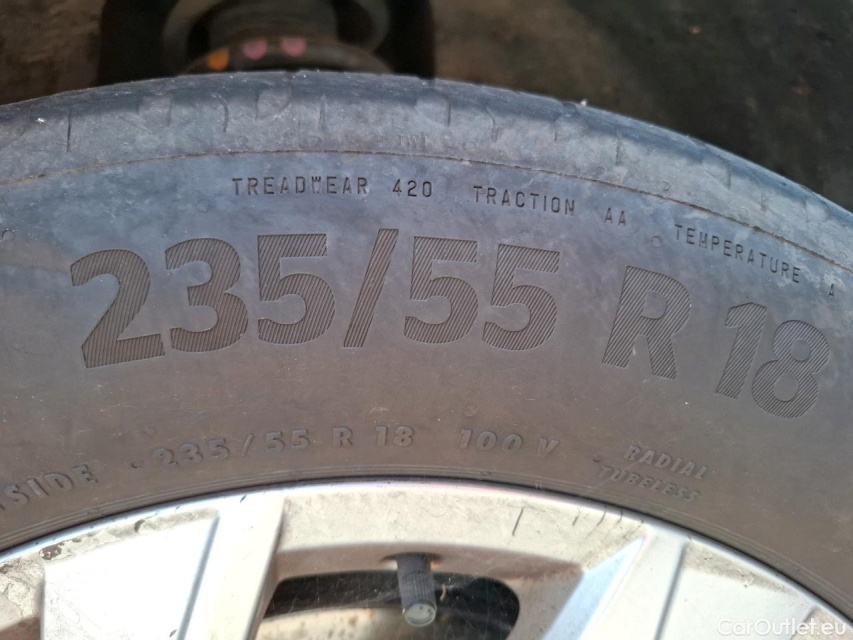 TREADWEAR 420 TRACTION AA TEMPERATURE A
235/55 R 18
SIDE · 235/55 R 18 100 V
RADIAL
TUBELESS
CarOutlet.eu